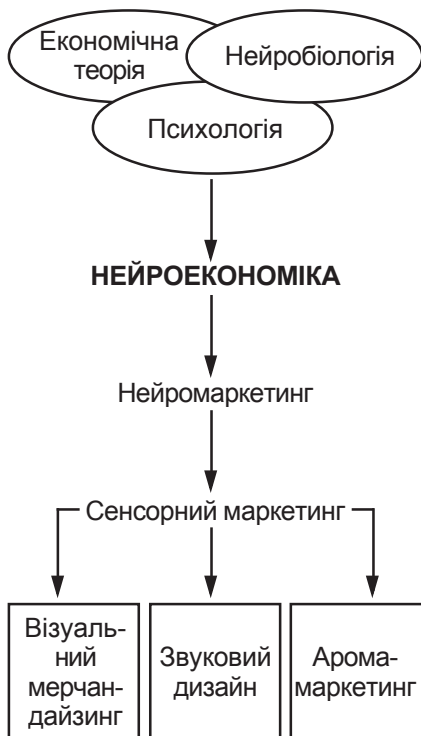 Економічна
теорія
Нейробіологія
Психологія
НЕЙРОЕКОНОМІКА
Нейромаркетинг
Сенсорний маркетинг
Візуаль-
ний
мерчан-
дайзинг
Звуковий
дизайн
Арома-
маркетинг